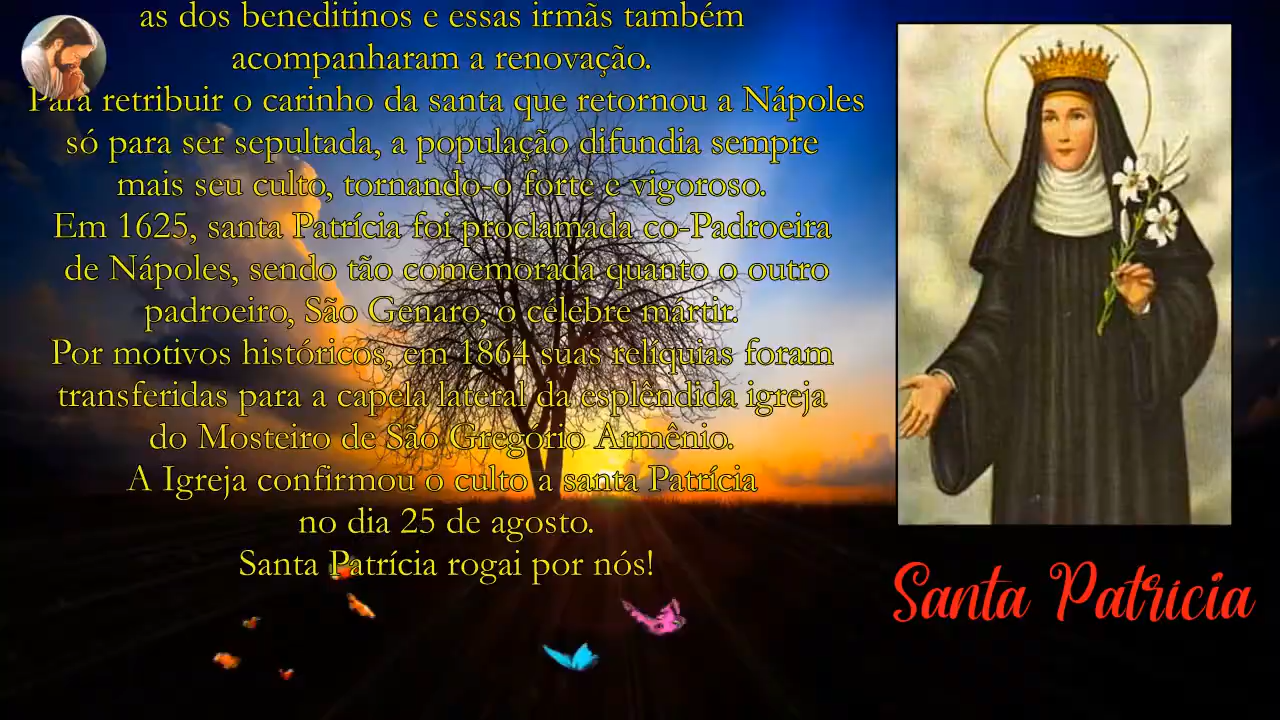 as dos beneditinos e essas irmãs também
acompanharam a renovação.
Para retribuir o carinho da santa que retornou a Nápoles
só para ser sepultada, a população difundia sempre
mais seu culto, tornando-o forte e vigoroso.
Em 1625, santa Patrícia foi proclamada co-Padroeira
de Nápoles, sendo tão comemorada quanto o outro
padroeiro, São Genaro, o célebre mártir.
Por motivos históricos, em 1864 suas relíquias foram
transferidas para a capela lateral da esplêndida igreja
do Mosteiro de São Gregório Armênio.
A Igreja confirmou o culto a santa Patrícia
no dia 25 de agosto.
Santa Patrícia rogai por nós!
Santa Patrícia